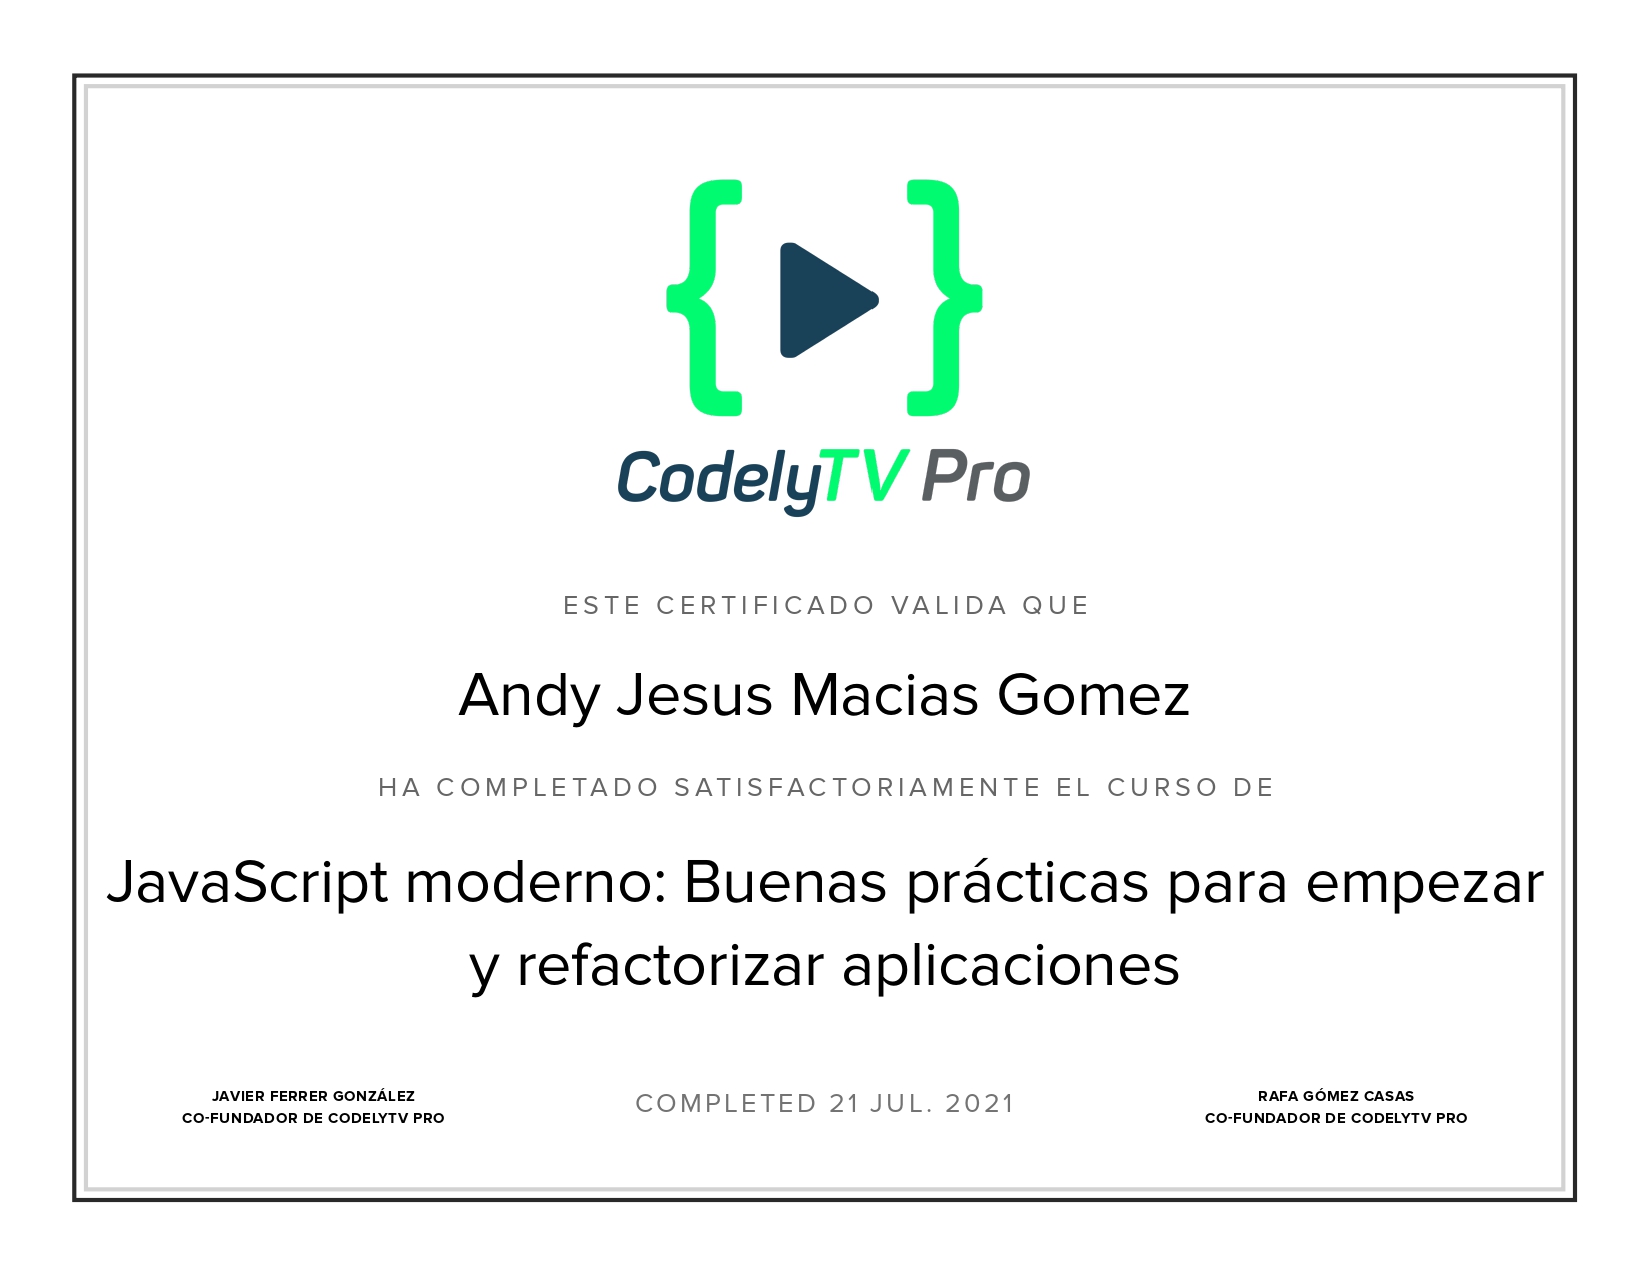 CodelyTV Pro
ESTE CERTIFICADO VALIDA QUE
Andy Jesus Macias Gomez
HA COMPLETADO SATISFACTORIAMENTE EL CURSO DE
JavaScript moderno: Buenas prácticas para empezar
y refactorizar aplicaciones
JAVIER FERRER GONZÁLEZ
CO-FUNDADOR DE CODELYTV PRO
COMPLETED 21 JUL. 2021
RAFA GÓMEZ CASAS
CO-FUNDADOR DE CODELYTV PRO